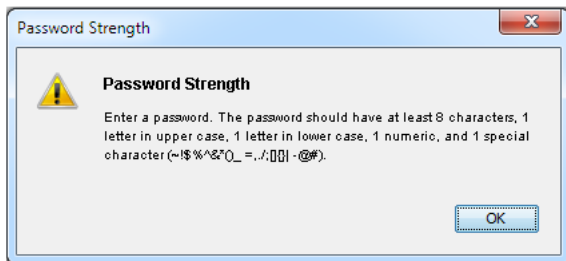 Password Strength
Password Strength
Enter a password. The password should have at least 8 characters, 1
letter in upper case, 1 letter in lower case, 1 numeric, and 1 special
character (~!$%^&*()_ =,./;[]{}| -@#).
OK